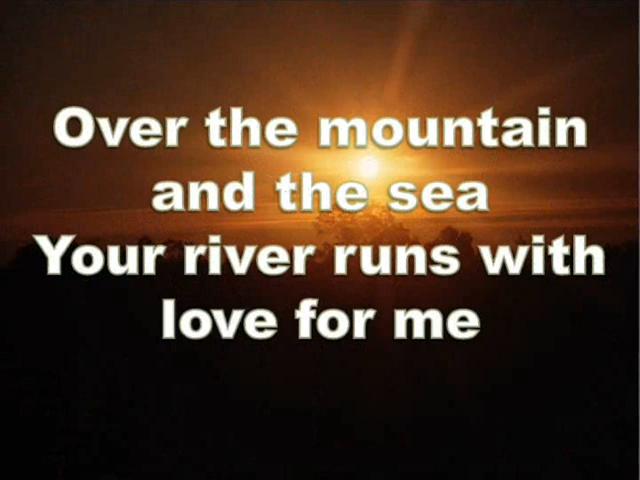 Over the mountain
and the sea
Your river runs with
love for me